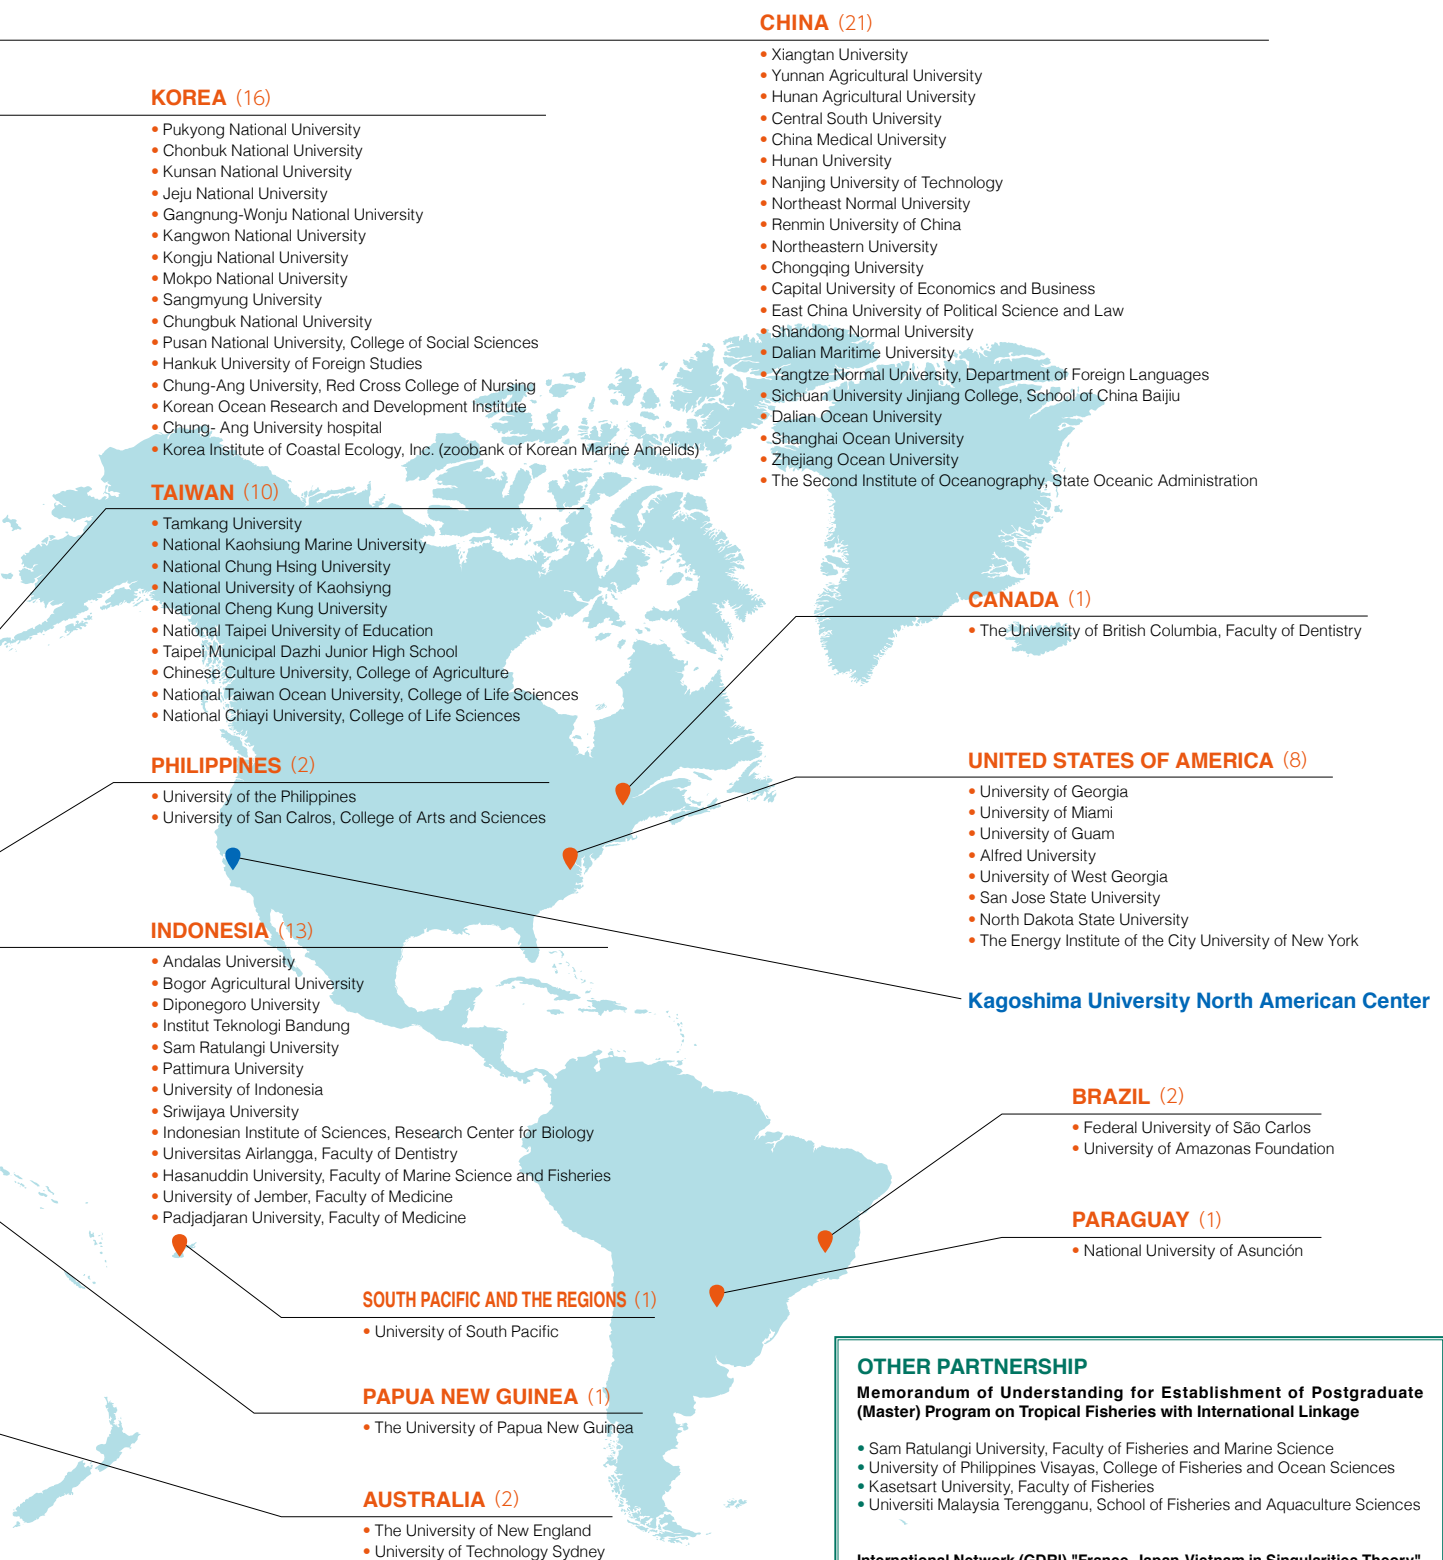 CHINA (21)
• Xiangtan University
• Yunnan Agricultural University
• Hunan Agricultural University
• Central South University
• China Medical University
• Hunan University
• Nanjing University of Technology
• Northeast Normal University
• Renmin University of China
• Northeastern University
• Chongqing University
• Capital University of Economics and Business
• East China University of Political Science and Law
• Shandong Normal University
• Dalian Maritime University
• Yangtze Normal University, Department of Foreign Languages
• Sichuan University Jinjiang College, School of China Baijiu
• Dalian Ocean University
• Shanghai Ocean University
• Zhejiang Ocean University
• The Second Institute of Oceanography, State Oceanic Administration
KOREA (16)
• Pukyong National University
• Chonbuk National University
• Kunsan National University
• Jeju National University
• Gangnung-Wonju National University
• Kangwon National University
• Kongju National University
• Mokpo National University
• Sangmyung University
• Chungbuk National University
• Pusan National University, College of Social Sciences
• Hankuk University of Foreign Studies
• Chung-Ang University, Red Cross College of Nursing
• Korean Ocean Research and Development Institute
• Chung- Ang University hospital
• Korea Institute of Coastal Ecology, Inc. (zoobank of Korean Marine Annelids)
TAIWAN (10)
• Tamkang University
• National Kaohsiung Marine University
• National Chung Hsing University
• National University of Kaohsiyng
• National Cheng Kung University
• National Taipei University of Education
• Taipei Municipal Dazhi Junior High School
• Chinese Culture University, College of Agriculture
• National Taiwan Ocean University, College of Life Sciences
• National Chiayi University, College of Life Sciences
CANADA (1)
• The University of British Columbia, Faculty of Dentistry
PHILIPPINES (2)
• University of the Philippines
• University of San Calros, College of Arts and Sciences
UNITED STATES OF AMERICA (8)
• University of Georgia
• University of Miami
• University of Guam
• Alfred University
• University of West Georgia
• San Jose State University
• North Dakota State University
• The Energy Institute of the City University of New York
Kagoshima University North American Center
INDONESIA (13)
• Andalas University
• Bogor Agricultural University
• Diponegoro University
• Institut Teknologi Bandung
• Sam Ratulangi University
• Pattimura University
• University of Indonesia
• Sriwijaya University
• Indonesian Institute of Sciences, Research Center for Biology
• Universitas Airlangga, Faculty of Dentistry
• Hasanuddin University, Faculty of Marine Science and Fisheries
• University of Jember, Faculty of Medicine
• Padjadjaran University, Faculty of Medicine
BRAZIL (2)
• Federal University of São Carlos
• University of Amazonas Foundation
PARAGUAY (1)
• National University of Asunción
SOUTH PACIFIC AND THE REGIONS (1)
• University of South Pacific
PAPUA NEW GUINEA (1)
• The University of Papua New Guinea
AUSTRALIA (2)
• The University of New England
• University of Technology Sydney
OTHER PARTNERSHIP
Memorandum of Understanding for Establishment of Postgraduate
(Master) Program on Tropical Fisheries with International Linkage
• Sam Ratulangi University, Faculty of Fisheries and Marine Science
• University of Philippines Visayas, College of Fisheries and Ocean Sciences
• Kasetsart University, Faculty of Fisheries
• Universiti Malaysia Terengganu, School of Fisheries and Aquaculture Sciences
International Network (GDRI) "France-Japan-Vietnam in Singularities Theory"